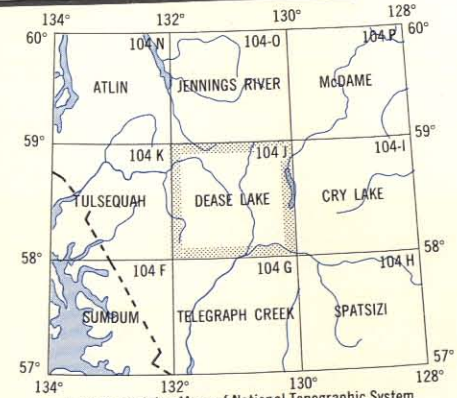 134° 132° 130° 128°
60° 104 N 104-O 104 P 60°
ATLIN JENNINGS RIVER McDAME
59° 104 K 104 J 104-I 59°
TULSEQUAH DEASE LAKE CRY LAKE
58° 104 F 104 G 104 H 58°
SUMDUM TELEGRAPH CREEK SPATSIZI
57° 57°
134° 132° 130° 128°
Maps of National Topographic System